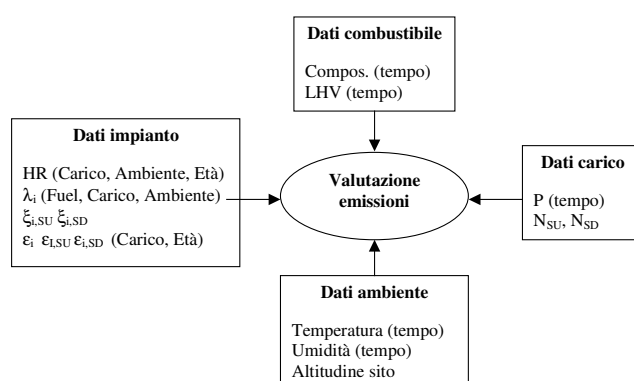 Dati combustibile
Compos. (tempo)
LHV (tempo)
Dati impianto
HR (Carico, Ambiente, Età)
λi (Fuel, Carico, Ambiente)
ξi,SU ξi,SD
εi εI,SU εi,SD (Carico, Età)
Valutazione
emissioni
Dati carico
P (tempo)
NSU, NSD
Dati ambiente
Temperatura (tempo)
Umidità (tempo)
Altitudine sito